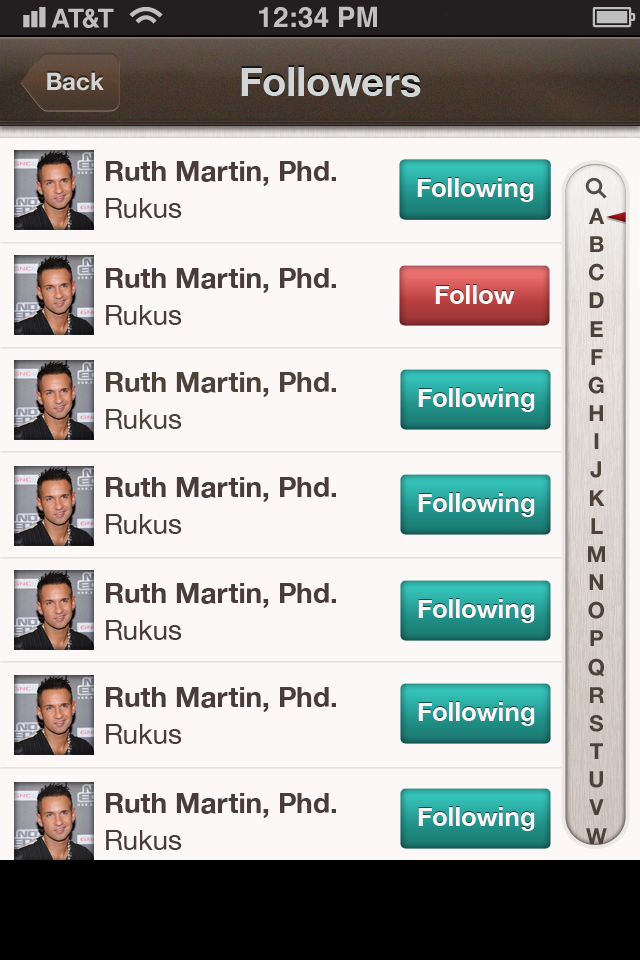 AT&T 12:34 PM
Back Followers
Ruth Martin, Phd.
Rukus
Following
Ruth Martin, Phd.
Rukus
Follow
Ruth Martin, Phd.
Rukus
Following
Ruth Martin, Phd.
Rukus
Following
Ruth Martin, Phd.
Rukus
Following
Ruth Martin, Phd.
Rukus
Following
Ruth Martin, Phd.
Rukus
Following
A
B
C
D
E
F
G
H
I
J
K
L
M
N
O
P
Q
R
S
T
U
V
W